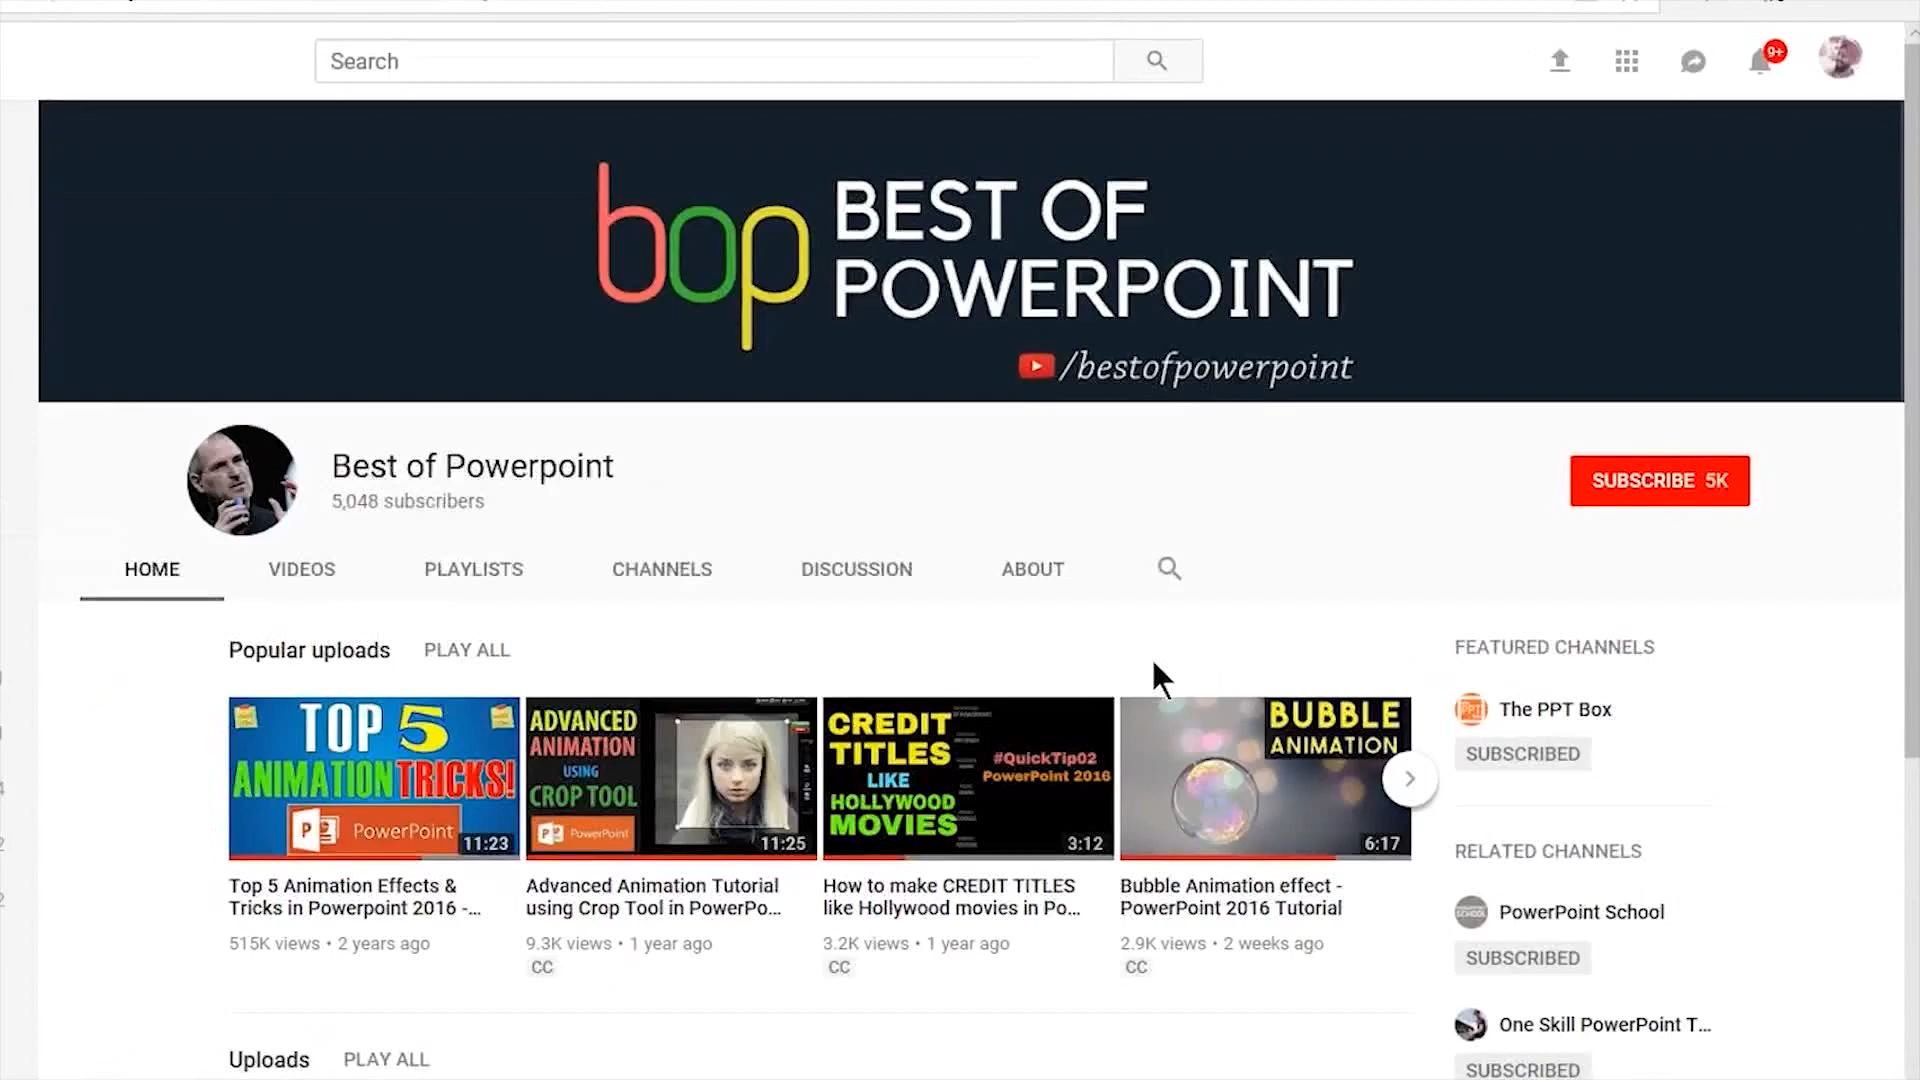 Search
9+
bop
BEST OF
POWERPOINT
/bestofpowerpoint
Best of Powerpoint
5,048 subscribers
SUBSCRIBE 5K
HOME VIDEOS PLAYLISTS CHANNELS DISCUSSION ABOUT
Popular uploads PLAY ALL
TOP 5
ANIMATION TRICKS!
PowerPoint
11:23
ADVANCED
ANIMATION
USING
CROP TOOL
PowerPoint
11:25
CREDIT
TITLES
LIKE
HOLLYWOOD
MOVIES
#QuickTip02
PowerPoint 2016
3:12
BUBBLE
ANIMATION
6:17
Top 5 Animation Effects &
Tricks in Powerpoint 2016 -...
515K views • 2 years ago
Advanced Animation Tutorial
using Crop Tool in PowerPo...
9.3K views • 1 year ago
CC
How to make CREDIT TITLES
like Hollywood movies in Po...
3.2K views • 1 year ago
CC
Bubble Animation effect -
PowerPoint 2016 Tutorial
2.9K views • 2 weeks ago
CC
Uploads PLAY ALL
FEATURED CHANNELS
PPT
The PPT Box
SUBSCRIBED
RELATED CHANNELS
PowerPoint School
SUBSCRIBED
One Skill PowerPoint T...
SUBSCRIBED